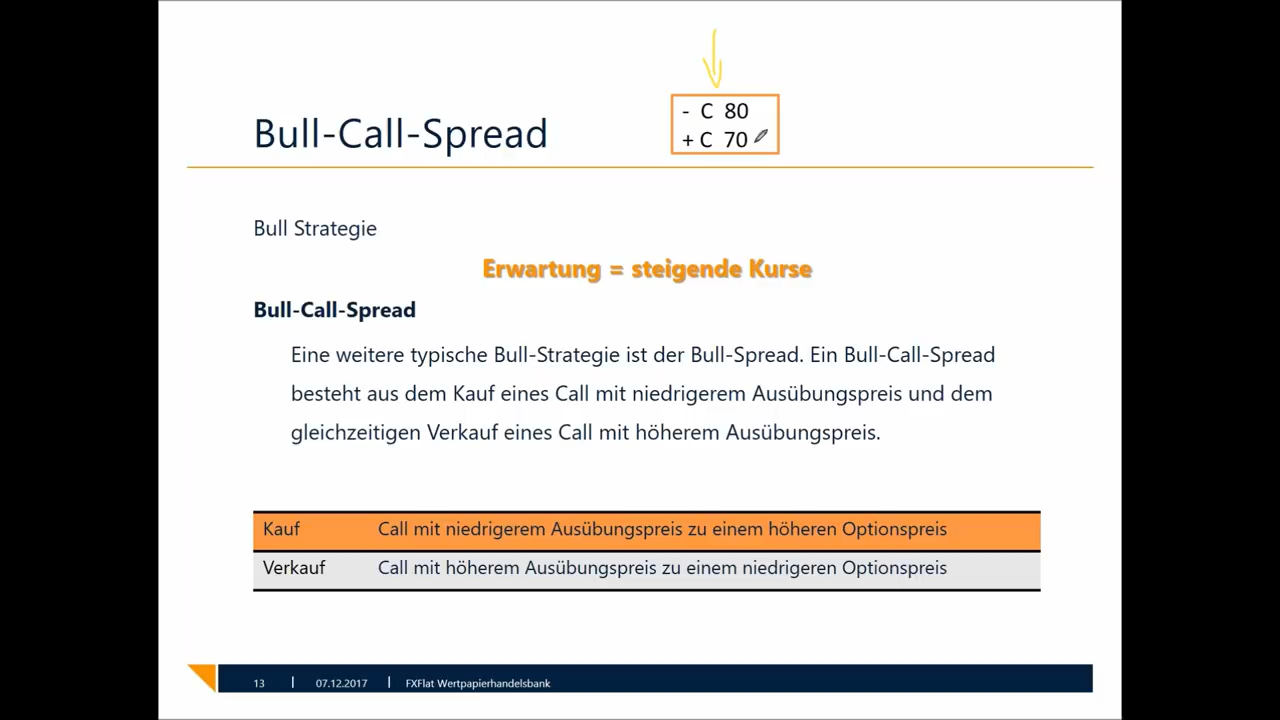 - C 80
+ C 70
Bull-Call-Spread
Bull Strategie
Erwartung = steigende Kurse
Bull-Call-Spread
Eine weitere typische Bull-Strategie ist der Bull-Spread. Ein Bull-Call-Spread
besteht aus dem Kauf eines Call mit niedrigerem Ausübungspreis und dem
gleichzeitigen Verkauf eines Call mit höherem Ausübungspreis.
Kauf Call mit niedrigerem Ausübungspreis zu einem höheren Optionspreis
Verkauf Call mit höherem Ausübungspreis zu einem niedrigeren Optionspreis
13 | 07.12.2017 | FXFlat Wertpapierhandelsbank